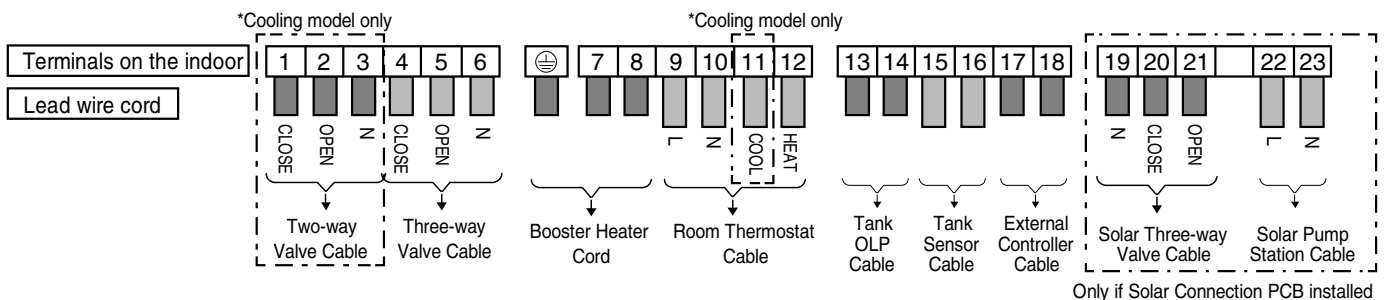 *Cooling model only *Cooling model only
Terminals on the indoor 1 2 3 4 5 6 7 8 9 10 11 12 13 14 15 16 17 18 19 20 21 22 23
Lead wire cord
CLOSE OPEN N CLOSE OPEN N L N COOL HEAT N CLOSE OPEN L N
Two-way
Valve Cable
Three-way
Valve Cable
Booster Heater
Cord
Room Thermostat
Cable
Tank
OLP
Cable
Tank
Sensor
Cable
External
Controller
Cable
Solar Three-way
Valve Cable
Solar Pump
Station Cable
Only if Solar Connection PCB installed